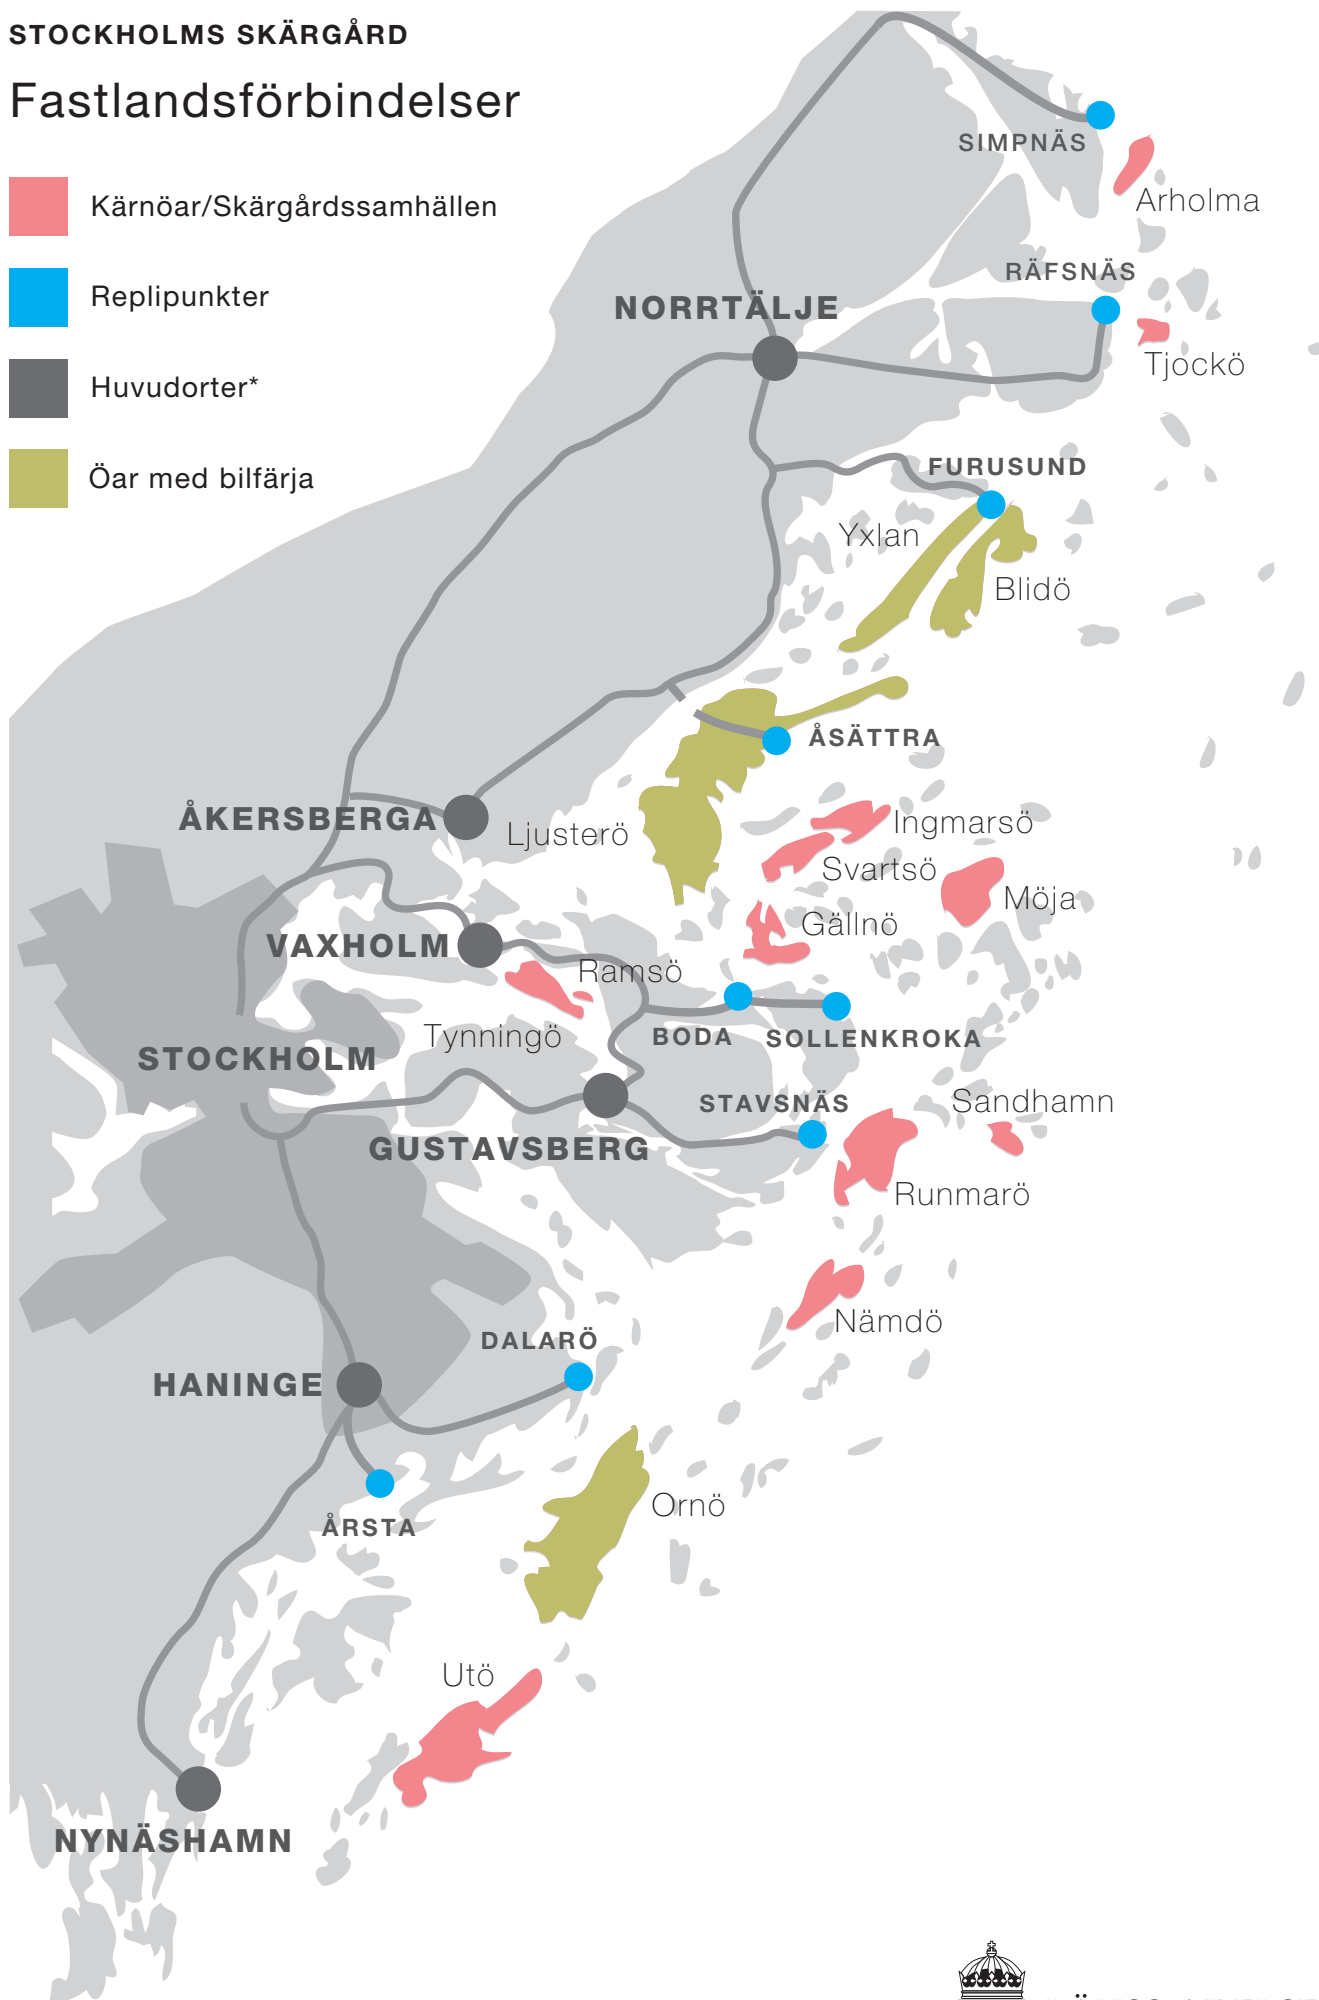 STOCKHOLMS SKÄRGÅRD
Fastlandsförbindelser
Kärnöar/Skärgårdssamhällen
Replipunkter
Huvudorter*
Öar med bilfärja
SIMPNÄS
Arholma
RÄFSNÄS
NORRTÄLJE
Tjockö
FURUSUND
Yxlan
Blidö
ÅSÄTTRA
ÅKERSBERGA
Ljusterö
Ingmarsö
Svartsö
Möja
Gällnö
VAXHOLM
Ramsö
Tynningö
BODA
SOLLENKROKA
STOCKHOLM
STAVSNÄS
Sandhamn
GUSTAVSBERG
Runmarö
Nämdö
DALARÖ
HANINGE
Ornö
ÅRSTA
Utö
NYNÄSHAMN